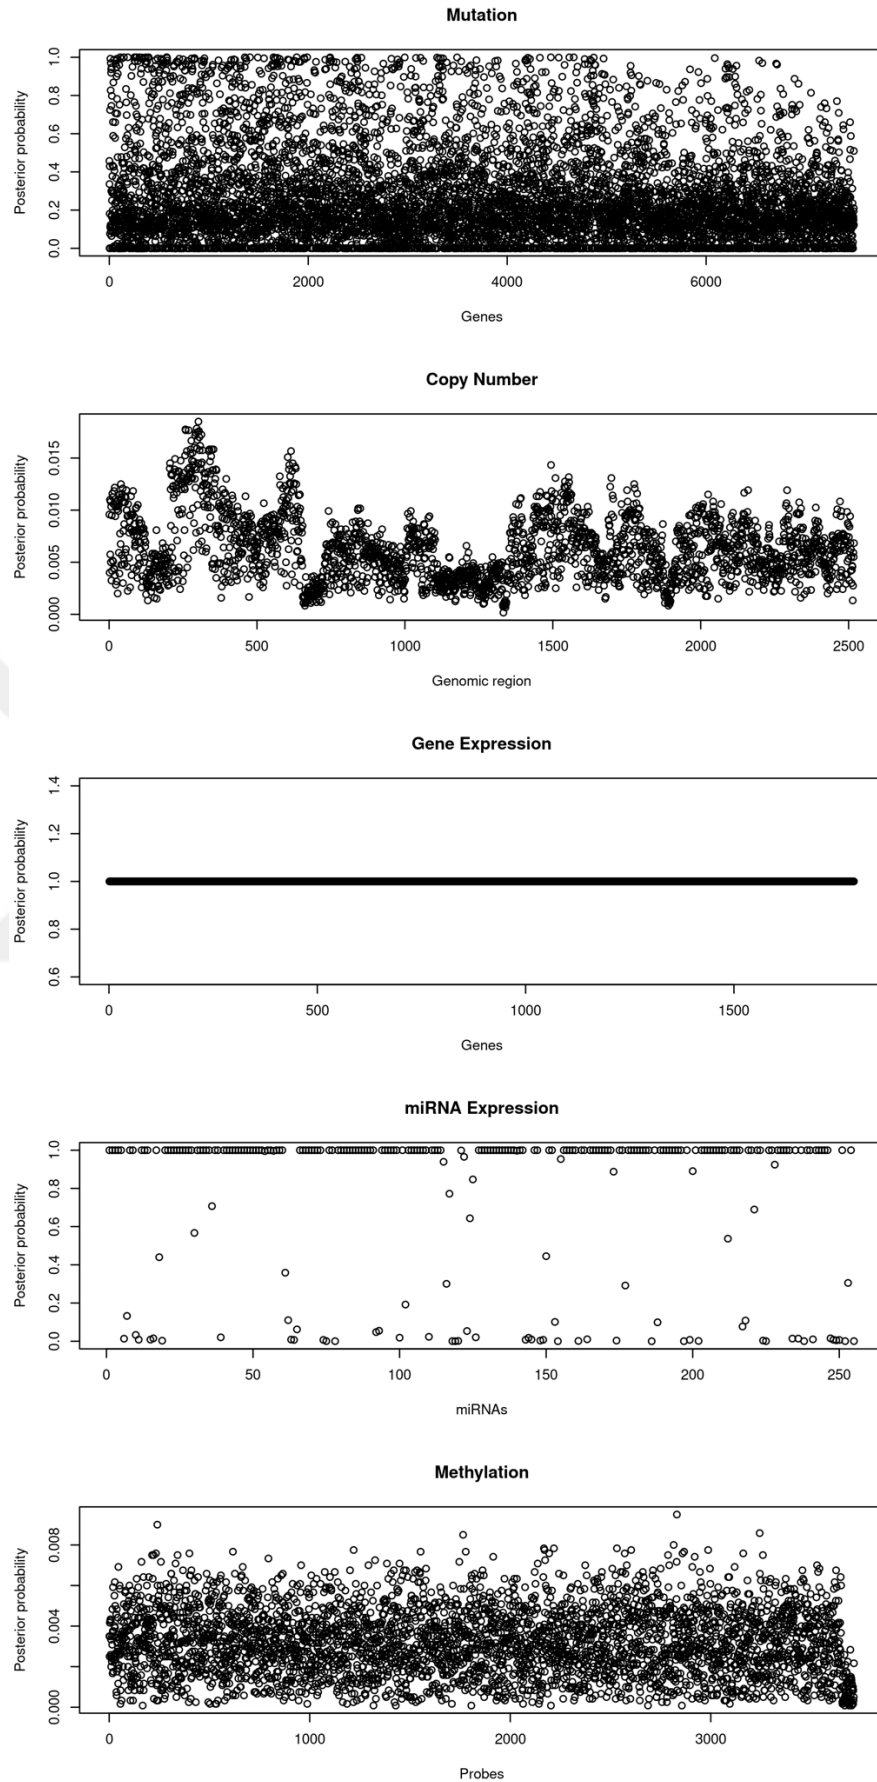 Mutation
1.0
0.8
0.6
0.4
0.2
0.0
Posterior probability
0 2000 4000 6000
Genes
Copy Number
0.015
0.010
0.005
0.000
Posterior probability
0 500 1000 1500 2000 2500
Genomic region
Gene Expression
1.4
1.2
1.0
0.8
0.6
Posterior probability
0 500 1000 1500
Genes
miRNA Expression
1.0
0.8
0.6
0.4
0.2
0.0
Posterior probability
0 50 100 150 200 250
miRNAs
Methylation
0.008
0.004
0.000
Posterior probability
0 1000 2000 3000
Probes